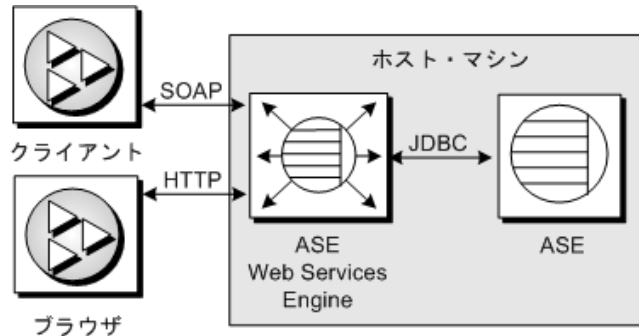 ホスト・マシン
SOAP
クライアント
JDBC
HTTP
ASE
Web Services
Engine
ASE
ブラウザ